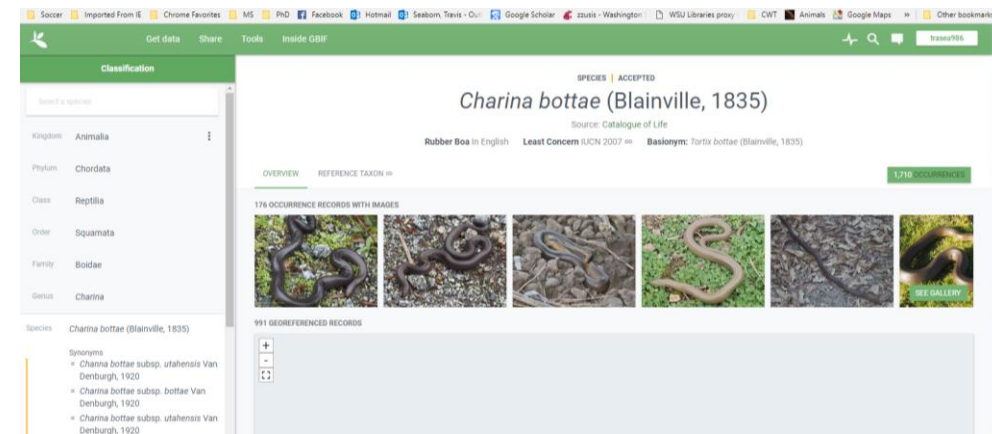 Soccer Imported From IE Chrome Favorites MS PhD Facebook Hotmail Seaborn, Travis - Out Google Scholar zzusis - Washington WSU Libraries proxy CWT Animals Google Maps » Other bookmarks
Get data Share Tools Inside GBIF trasea986
Classification
Select a species
Kingdom Animalia
Phylum Chordata
Class Reptilia
Order Squamata
Family Boidae
Genus Charina
Species Charina bottae (Blainville, 1835)
Synonyms
Charina bottae subsp. utahensis Van
Denburgh, 1920
Charina bottae subsp. bottae Van
Denburgh, 1920
Charina bottae subsp. utahensis Van
Denburgh, 1920
SPECIES | ACCEPTED
Charina bottae (Blainville, 1835)
Source: Catalogue of Life
Rubber Boa in English Least Concern IUCN 2007 Basionym: Tortix bottae (Blainville, 1835)
OVERVIEW REFERENCE TAXON 1,710 OCCURRENCES
176 OCCURRENCE RECORDS WITH IMAGES
SEE GALLERY
991 GEOREFERENCED RECORDS
+
-